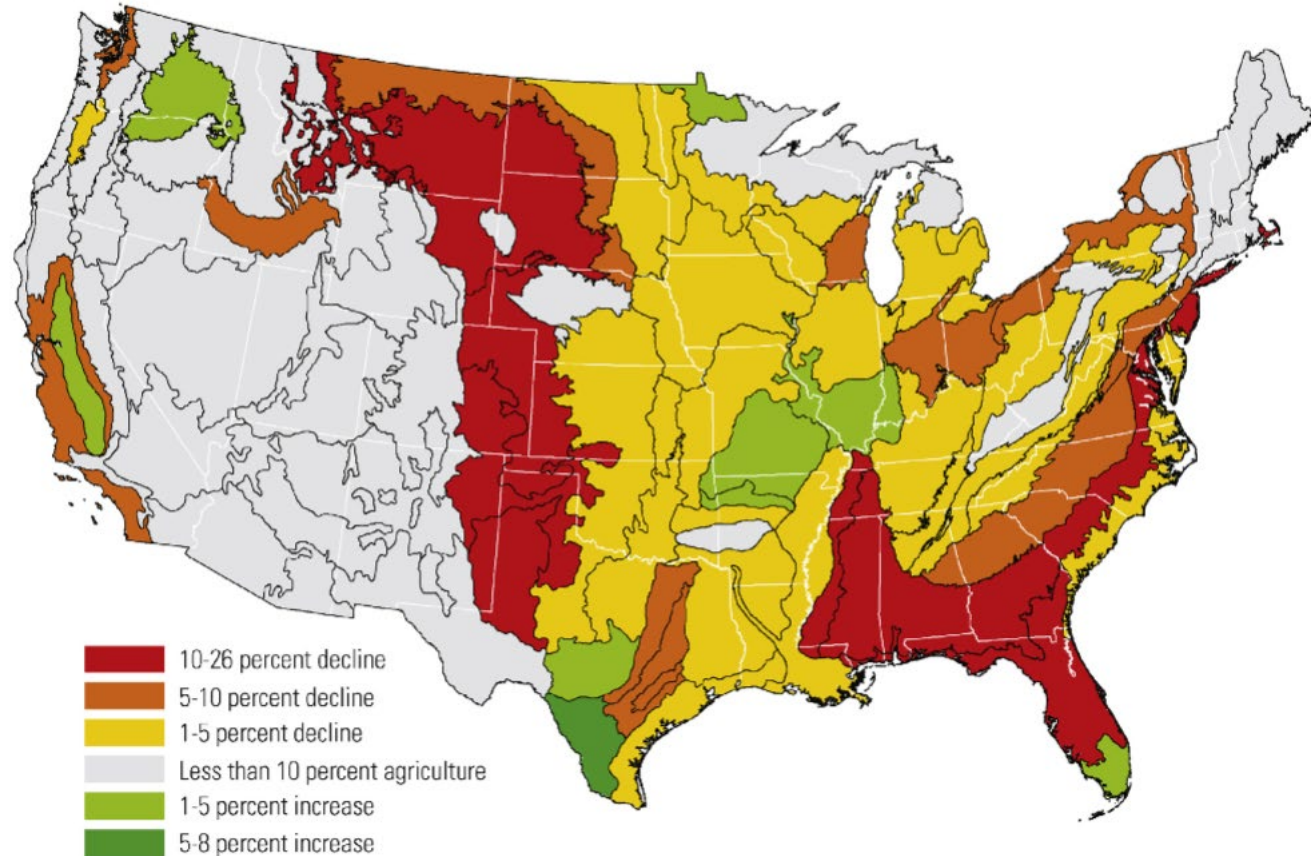 10-26 percent decline
5-10 percent decline
1-5 percent decline
Less than 10 percent agriculture
1-5 percent increase
5-8 percent increase